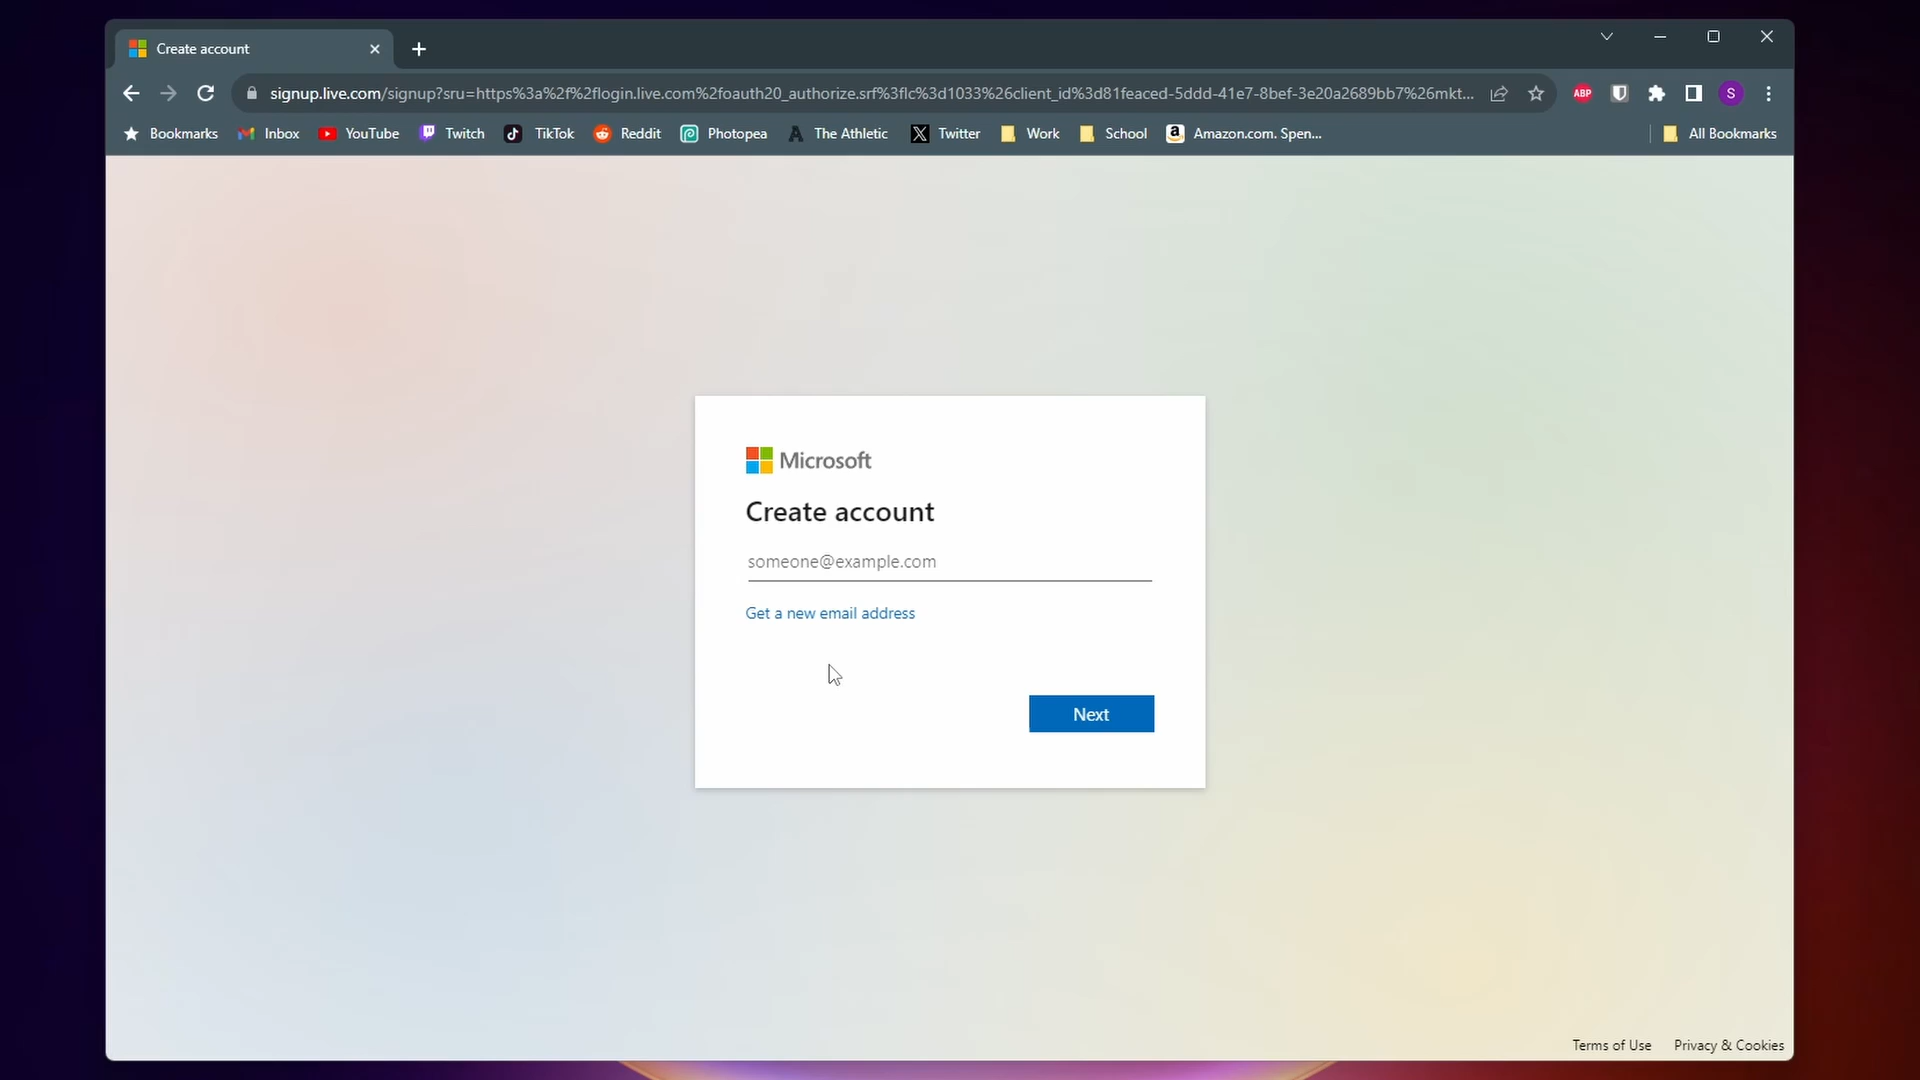 Create account
signup.live.com/signup?sru=https%3a%2f%2flogin.live.com%2foauth20_authorize.srf%3flc%3d1033%26client_id%3d81feaced-5ddd-41e7-8bef-3e20a2689bb7%26mkt...
ABP
S
Bookmarks Inbox YouTube Twitch TikTok Reddit Photopea The Athletic Twitter Work School Amazon.com. Spen... All Bookmarks
Microsoft
Create account
someone@example.com
Get a new email address
Next
Terms of Use Privacy & Cookies